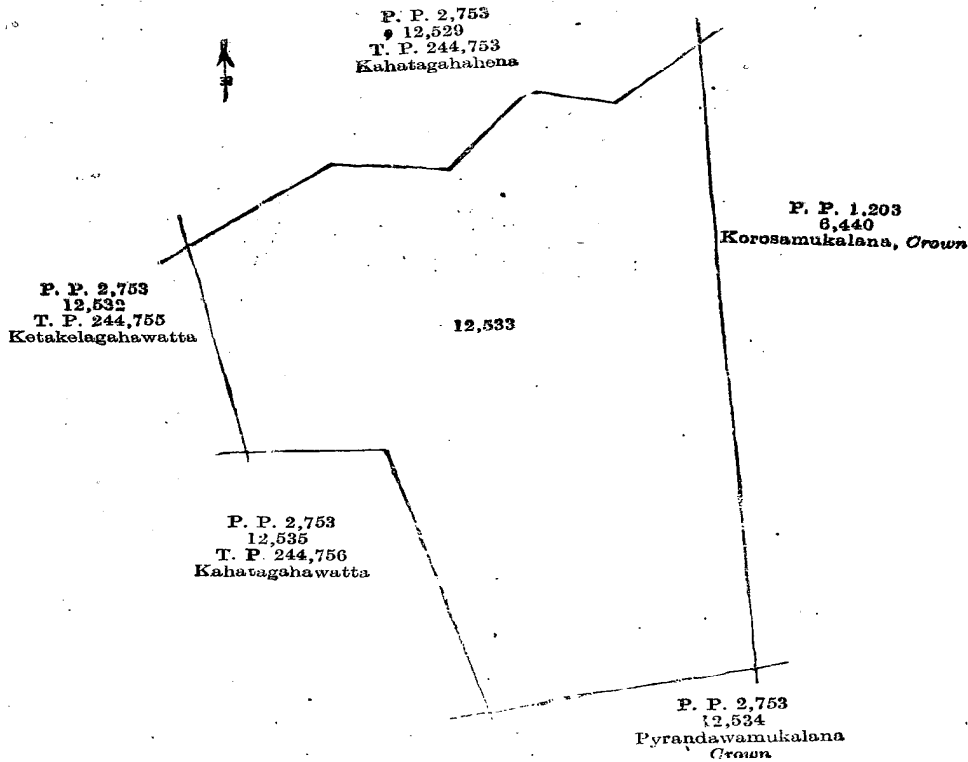 P. P. 2,753
12,529
T. P. 244,753
Kahatagahahena
P. P. 1,203
6,440
Korosamukalana, Crown
P. P. 2,753
12,532
T. P. 244,755
Ketakelagahawatta
12,533
P. P. 2,753
12,535
T. P. 244,756
Kahatagahawatta
P. P. 2,753
12,534
Pyrandawamukalana
Crown